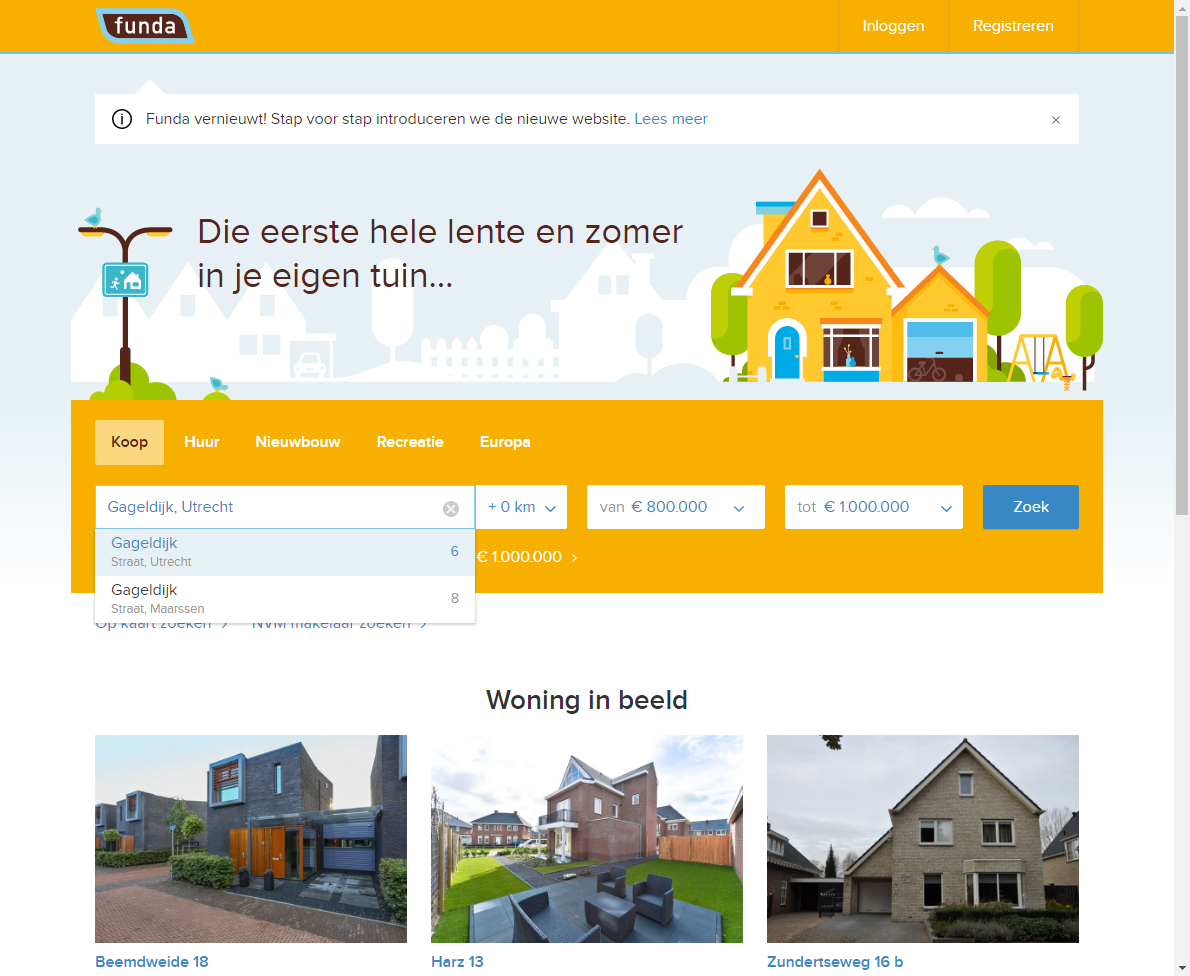 funda
Inloggen
Registreren
Funda vernieuwt! Stap voor stap introduceren we de nieuwe website. Lees meer
Die eerste hele lente en zomer
in je eigen tuin...
Koop
Huur
Nieuwbouw
Recreatie
Europa
Gageldijk, Utrecht
+ 0 km
van € 800.000
tot € 1.000.000
Zoek
Gageldijk
Straat, Utrecht
6
€ 1.000.000
Gageldijk
Straat, Maarssen
8
Op kaart zoeken
NVM makelaar zoeken
Woning in beeld
Beemdweide 18
Harz 13
Zundertseweg 16 b